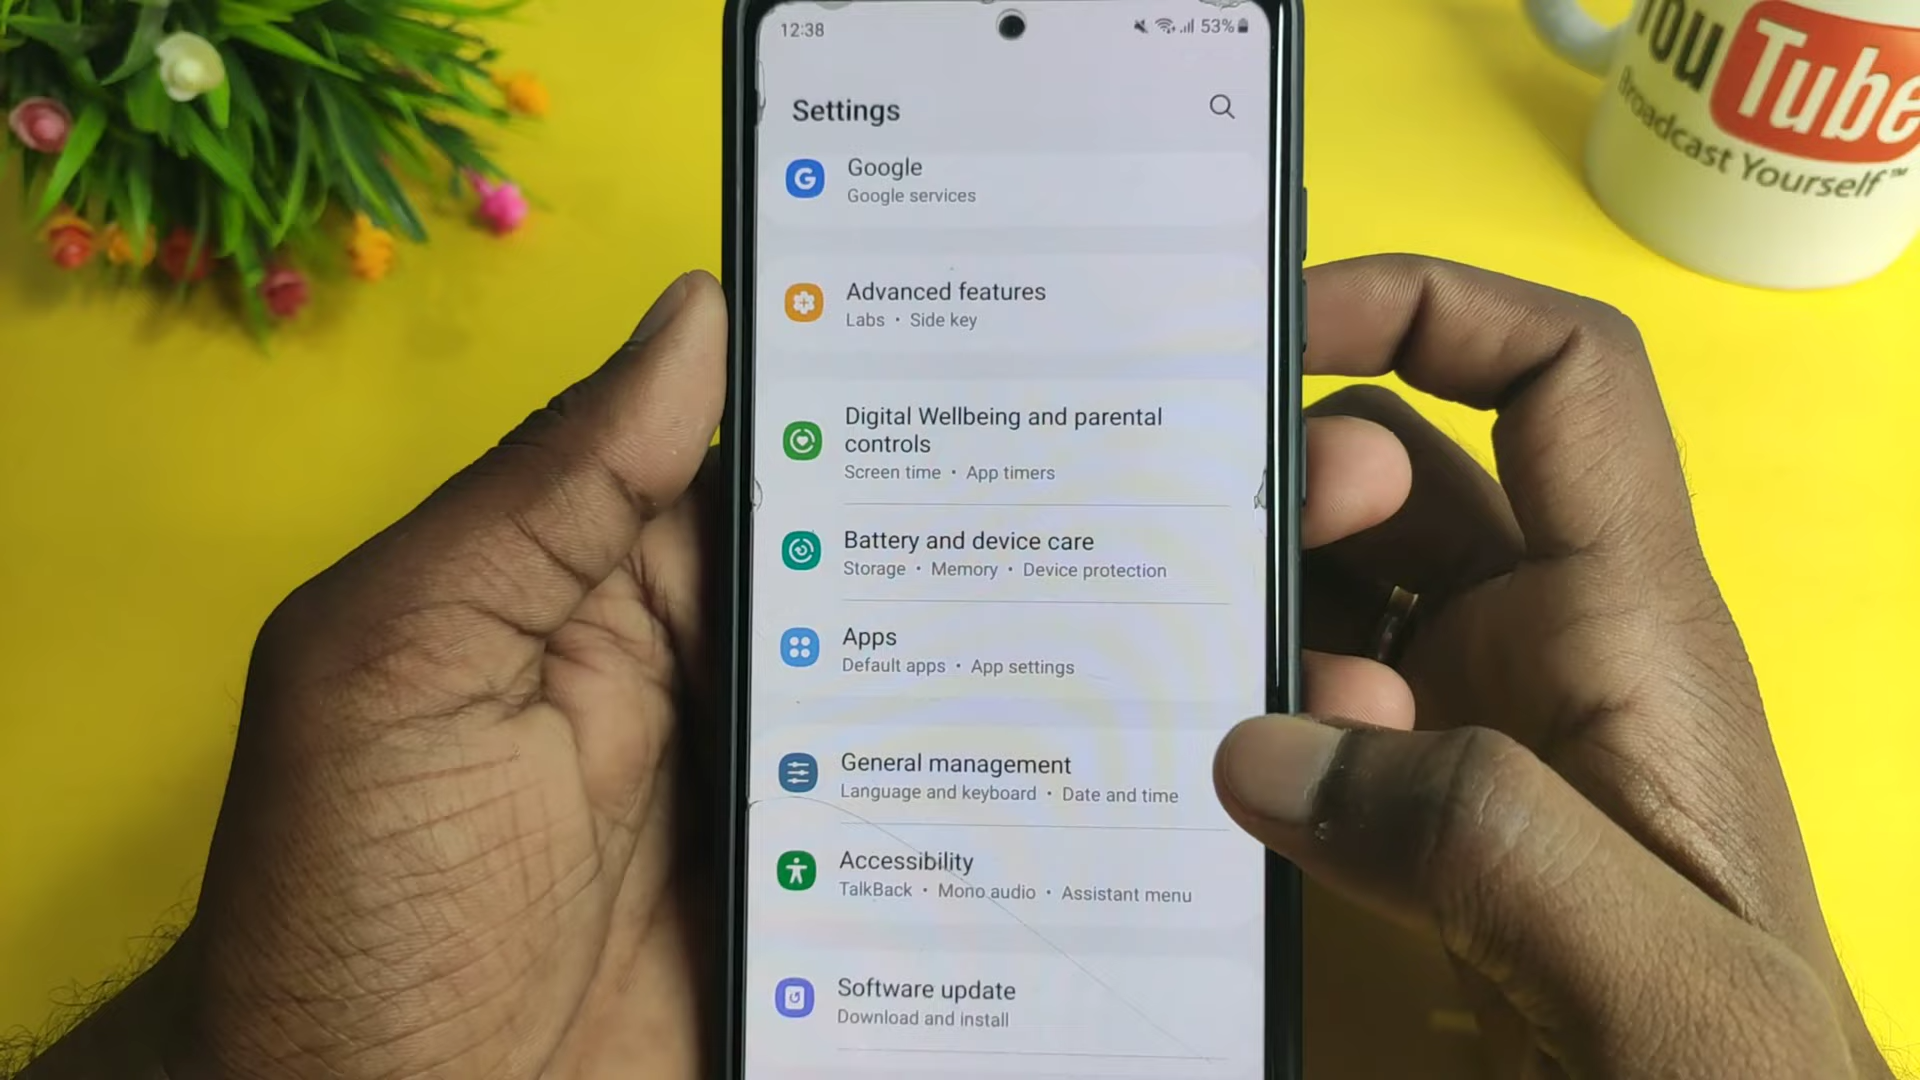 12:38
53%
Settings
Google
Google services
Advanced features
Labs • Side key
Digital Wellbeing and parental
controls
Screen time • App timers
Battery and device care
Storage • Memory • Device protection
Apps
Default apps • App settings
General management
Language and keyboard • Date and time
Accessibility
TalkBack • Mono audio • Assistant menu
Software update
Download and install
You Tube
Broadcast Yourself™